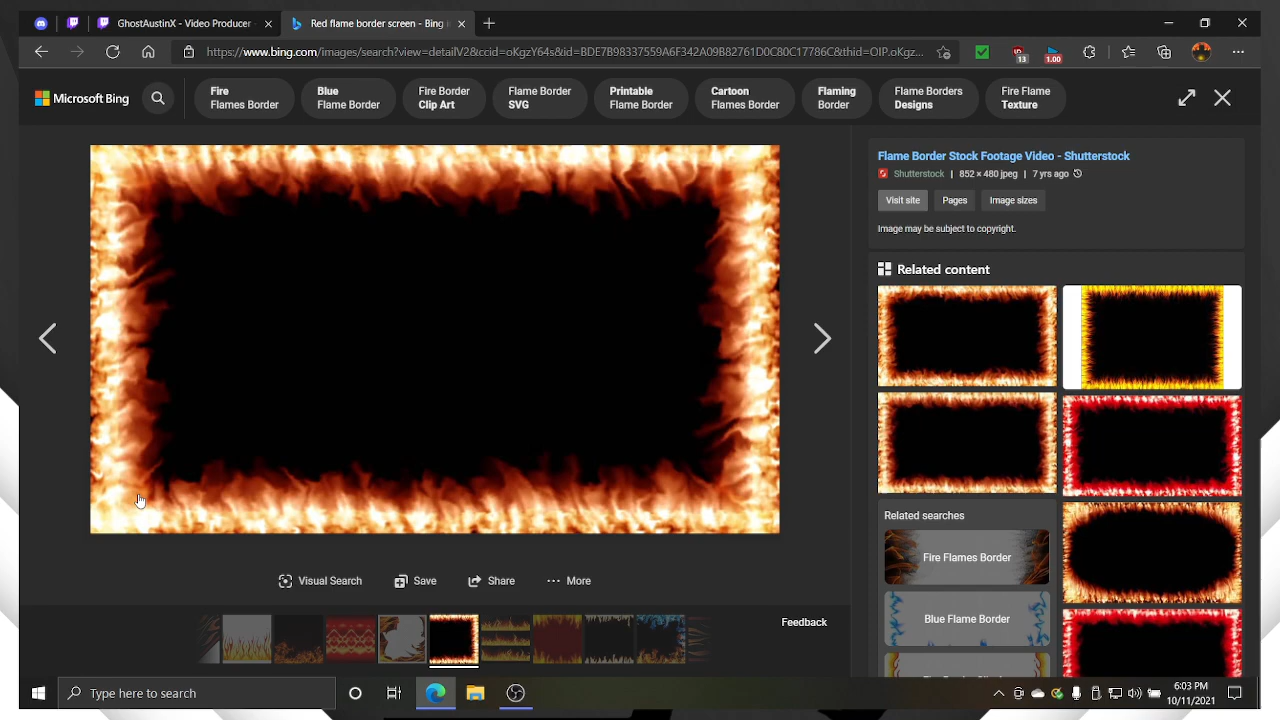 GhostAustinX - Video Producer
Red flame border screen - Bing I
https://www.bing.com/images/search?view=detailV2&ccid=oKgzY64s&id=BDE7B98337559A6F342A09B82761D0C80C17786C&thid=OIP.oKgz...
13
1.00
Microsoft Bing
Fire
Flames Border
Blue
Flame Border
Fire Border
Clip Art
Flame Border
SVG
Printable
Flame Border
Cartoon
Flames Border
Flaming
Border
Flame Borders
Designs
Fire Flame
Texture
Flame Border Stock Footage Video - Shutterstock
Shutterstock | 852 × 480 jpeg | 7 yrs ago
Visit site
Pages
Image sizes
Image may be subject to copyright.
Related content
Related searches
Fire Flames Border
Blue Flame Border
Visual Search
Save
Share
... More
Feedback
Type here to search
6:03 PM
10/11/2021